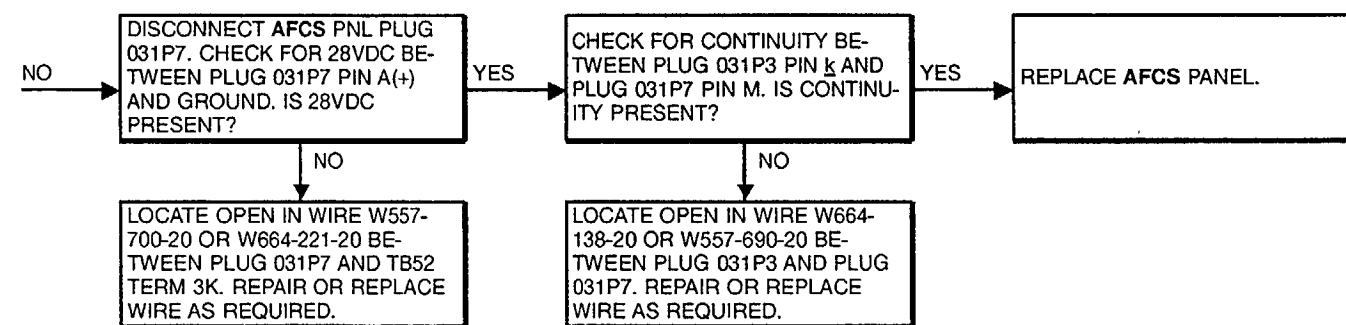 NO
DISCONNECT AFCS PNL PLUG
031P7. CHECK FOR 28VDC BE-
TWEEN PLUG 031P7 PIN A(+)
AND GROUND. IS 28VDC
PRESENT?
YES
CHECK FOR CONTINUITY BE-
TWEEN PLUG 031P3 PIN k AND
PLUG 031P7 PIN M. IS CONTINU-
ITY PRESENT?
YES
REPLACE AFCS PANEL.
NO
LOCATE OPEN IN WIRE W557-
700-20 OR W664-221-20 BE-
TWEEN PLUG 031P7 AND TB52
TERM 3K. REPAIR OR REPLACE
WIRE AS REQUIRED.
NO
LOCATE OPEN IN WIRE W664-
138-20 OR W557-690-20 BE-
TWEEN PLUG 031P3 AND PLUG
031P7. REPAIR OR REPLACE
WIRE AS REQUIRED.